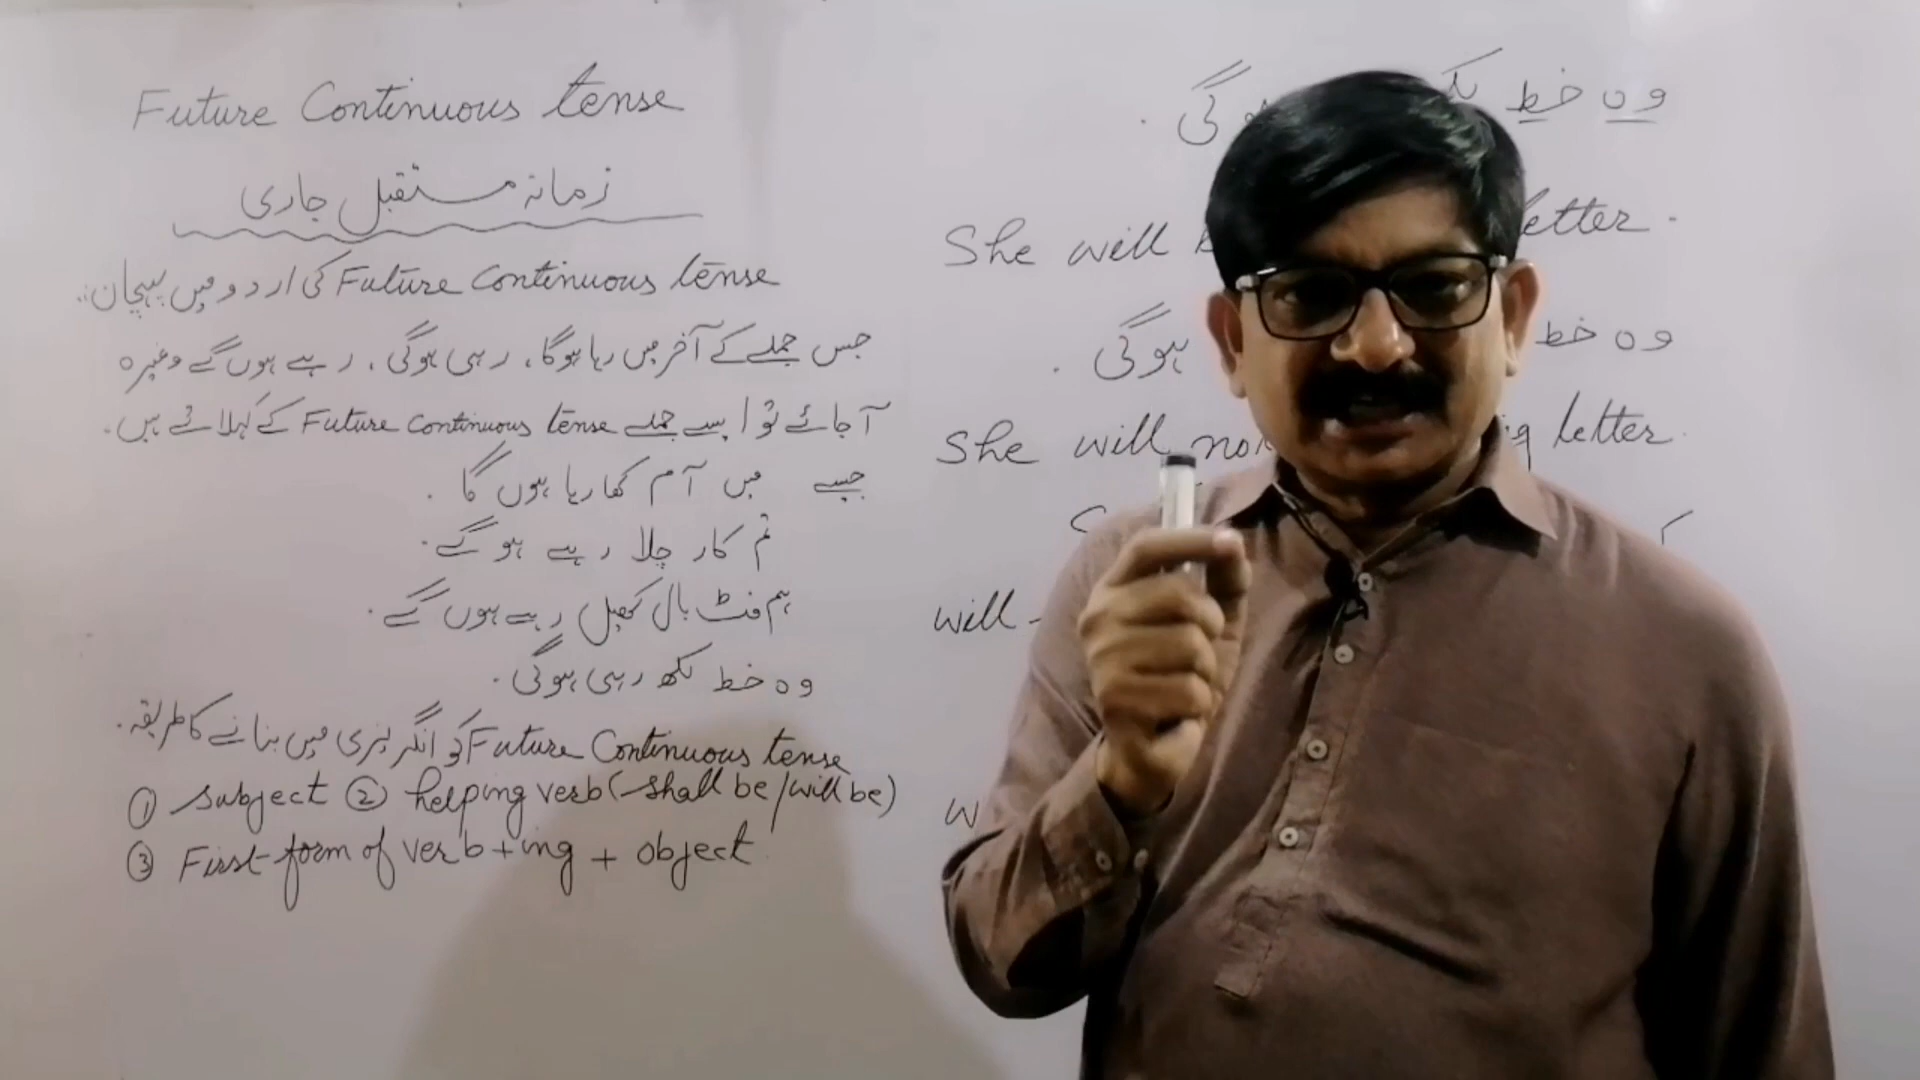 Future Continuous tense
زمانہ مستقبل جاری
Future Continuous tense کی اردو میں پہچان:
جس جملے کے آخر میں رہا ہوگا، رہی ہوگی، رہے ہوں گے وغیرہ
آجائے تو ایسے جملے Future Continuous tense کے کہلاتے ہیں۔
جیسے میں آم کھا رہا ہوں گا۔
تم کار چلا رہے ہو گے۔
ہم فٹ بال کھیل رہے ہوں گے۔
وہ خط لکھ رہی ہوگی۔
Future Continuous tense کو انگریزی میں بنانے کا طریقہ۔
① subject ② helping verb (shall be/will be)
③ First form of verb + ing + object
وہ خط گی۔
She will letter.
وہ خط ہوگی۔
She will letter.
will